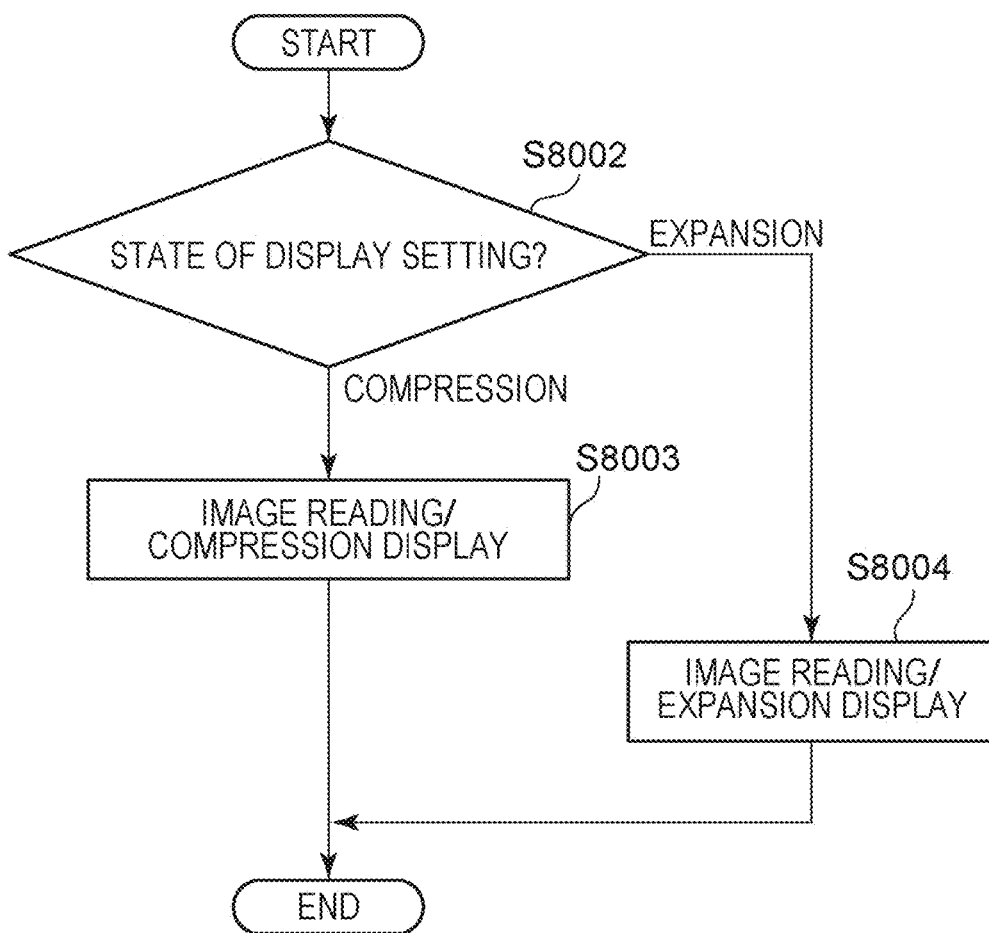 START
S8002
STATE OF DISPLAY SETTING?
EXPANSION
COMPRESSION
S8003
IMAGE READING/
COMPRESSION DISPLAY
S8004
IMAGE READING/
EXPANSION DISPLAY
END